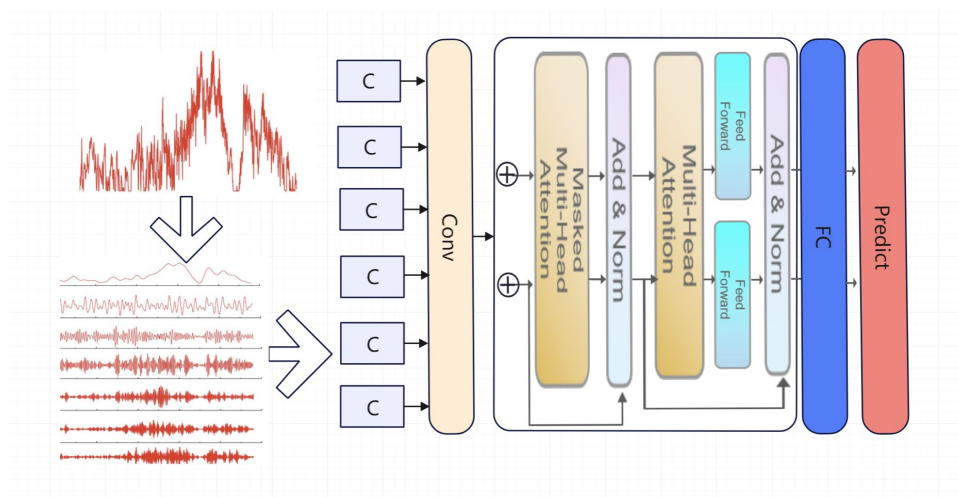 C
C
C
C
C
C
Conv
Masked
Multi-Head
Attention
Add & Norm
Multi-Head
Attention
Feed
Forward
Feed
Forward
Add & Norm
FC
Predict